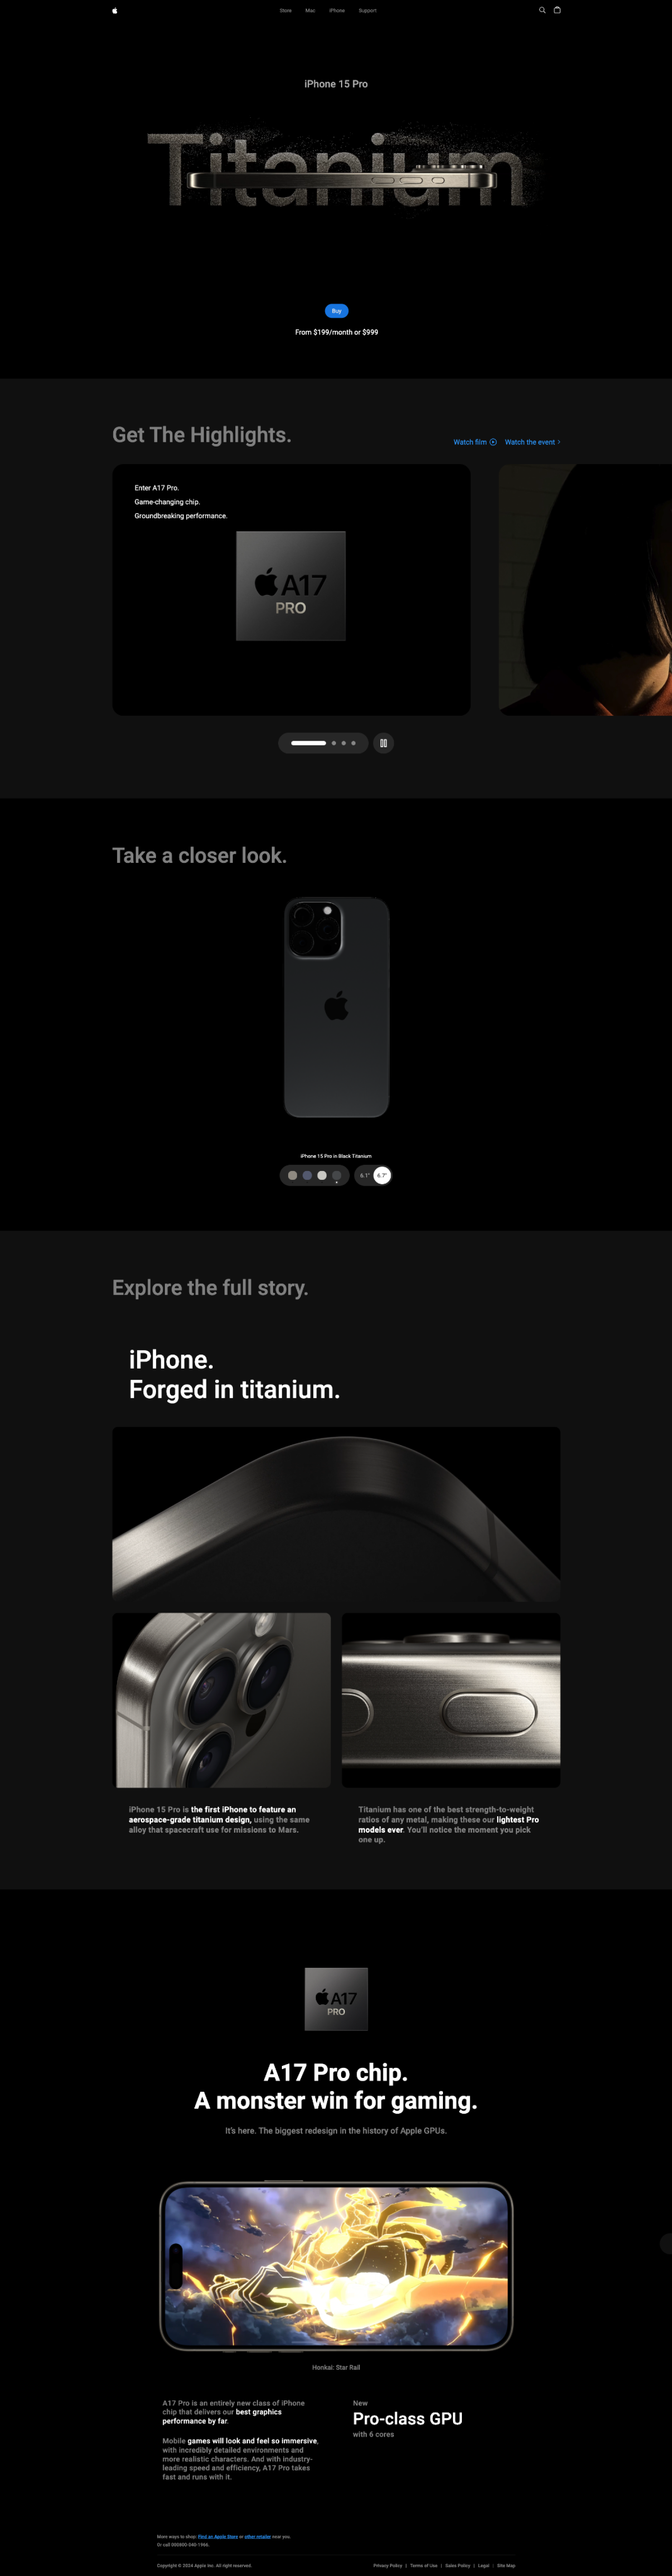 Store Mac iPhone Support
iPhone 15 Pro
Titanium
Buy
From $199/month or $999
Get The Highlights.
Watch film Watch the event
Enter A17 Pro.
Game-changing chip.
Groundbreaking performance.
A17
PRO
Take a closer look.
iPhone 15 Pro in Black Titanium
6.1" 6.7"
Explore the full story.
iPhone.
Forged in titanium.
iPhone 15 Pro is the first iPhone to feature an
aerospace-grade titanium design, using the same
alloy that spacecraft use for missions to Mars.
Titanium has one of the best strength-to-weight
ratios of any metal, making these our lightest Pro
models ever. You'll notice the moment you pick
one up.
A17
PRO
A17 Pro chip.
A monster win for gaming.
It's here. The biggest redesign in the history of Apple GPUs.
Honkai: Star Rail
A17 Pro is an entirely new class of iPhone
chip that delivers our best graphics
performance by far.
Mobile games will look and feel so immersive,
with incredibly detailed environments and
more realistic characters. And with industry-
leading speed and efficiency, A17 Pro takes
fast and runs with it.
New
Pro-class GPU
with 6 cores
More ways to shop: Find an Apple Store or other retailer near you.
Or call 000800-040-1966.
Copyright © 2024 Apple Inc. All right reserved.
Privacy Policy | Terms of Use | Sales Policy | Legal | Site Map